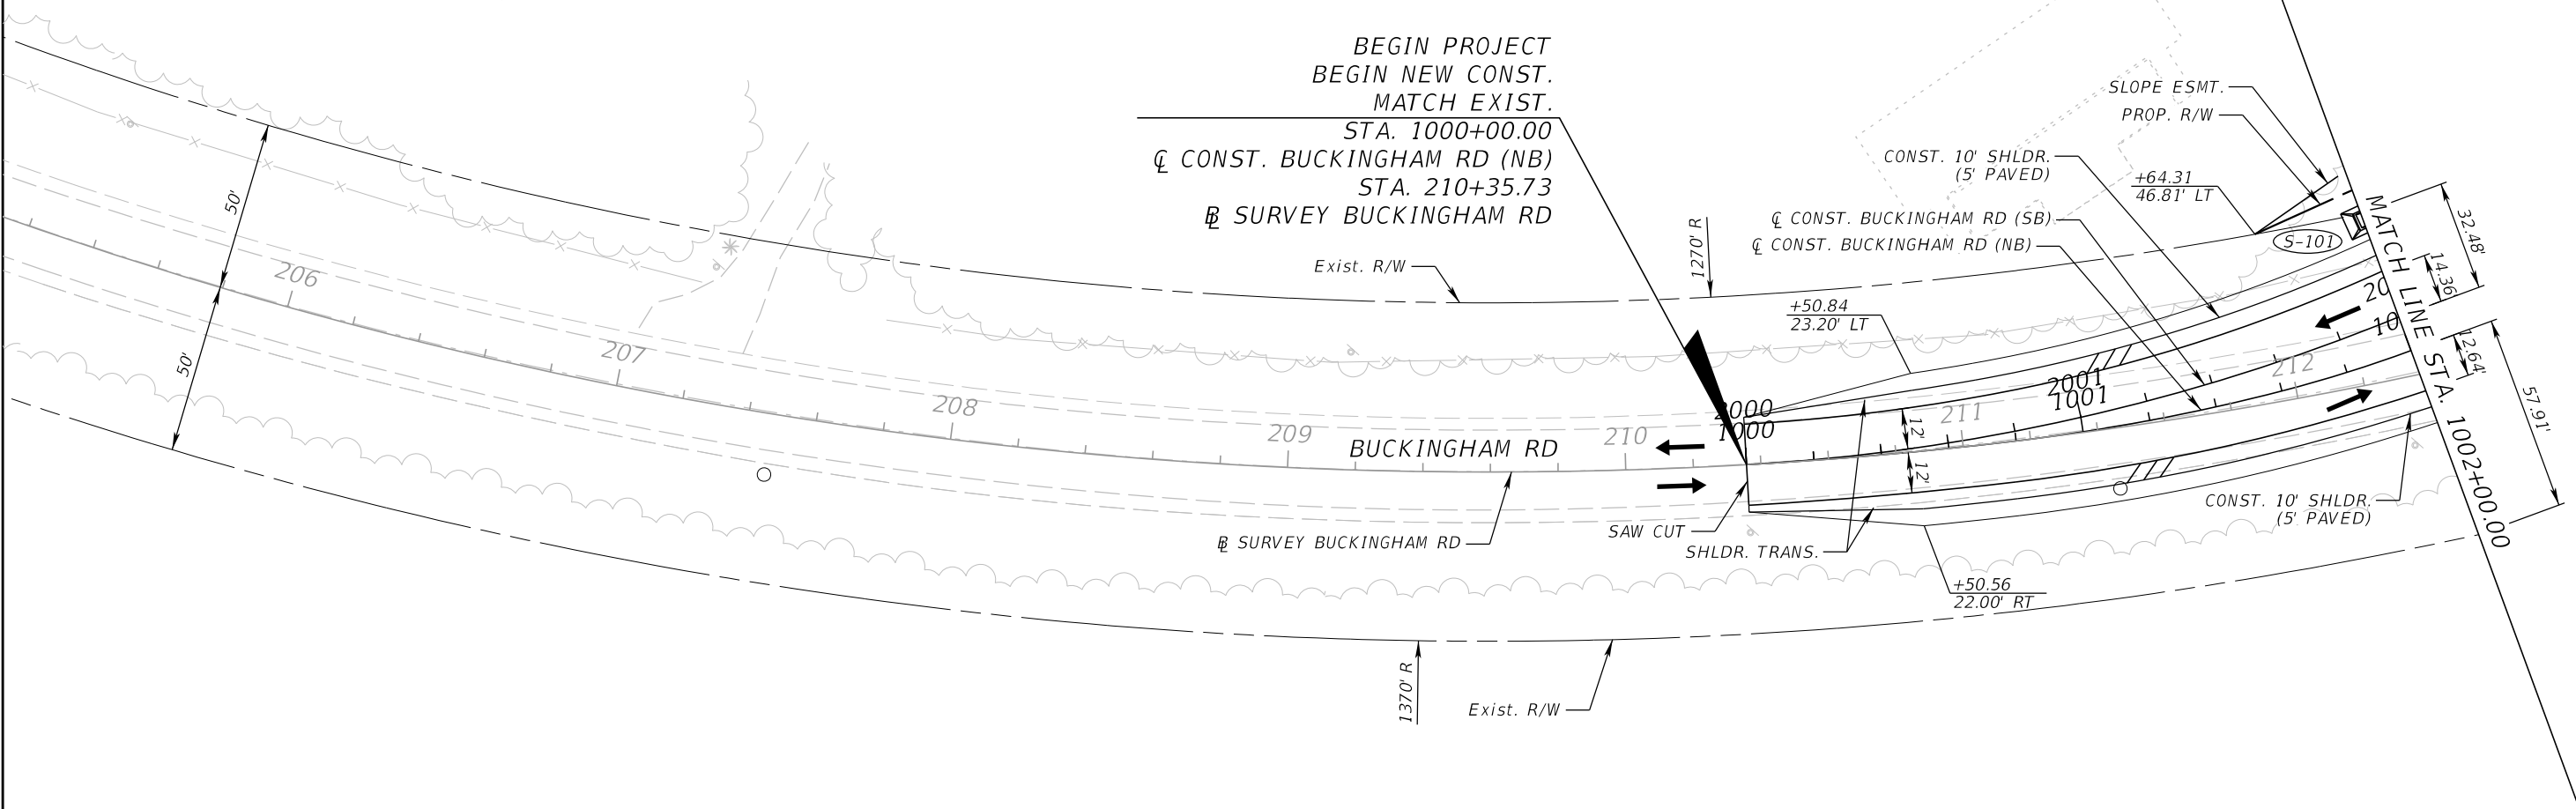 BEGIN PROJECT
BEGIN NEW CONST.
MATCH EXIST.
STA. 1000+00.00
℄ CONST. BUCKINGHAM RD (NB)
STA. 210+35.73
BL SURVEY BUCKINGHAM RD
SLOPE ESMT.
PROP. R/W
CONST. 10' SHLDR.
(5' PAVED)
+64.31
46.81' LT
℄ CONST. BUCKINGHAM RD (SB)
℄ CONST. BUCKINGHAM RD (NB)
S-101
MATCH LINE STA. 1002+00.00
32.48'
14.36'
12.64'
57.91'
50'
50'
206
207
208
209
210
211
212
Exist. R/W
1270' R
+50.84
23.20' LT
2000
1000
2001
1001
20
10
12'
12'
BUCKINGHAM RD
BL SURVEY BUCKINGHAM RD
SAW CUT
SHLDR. TRANS.
CONST. 10' SHLDR.
(5' PAVED)
+50.56
22.00' RT
1370' R
Exist. R/W